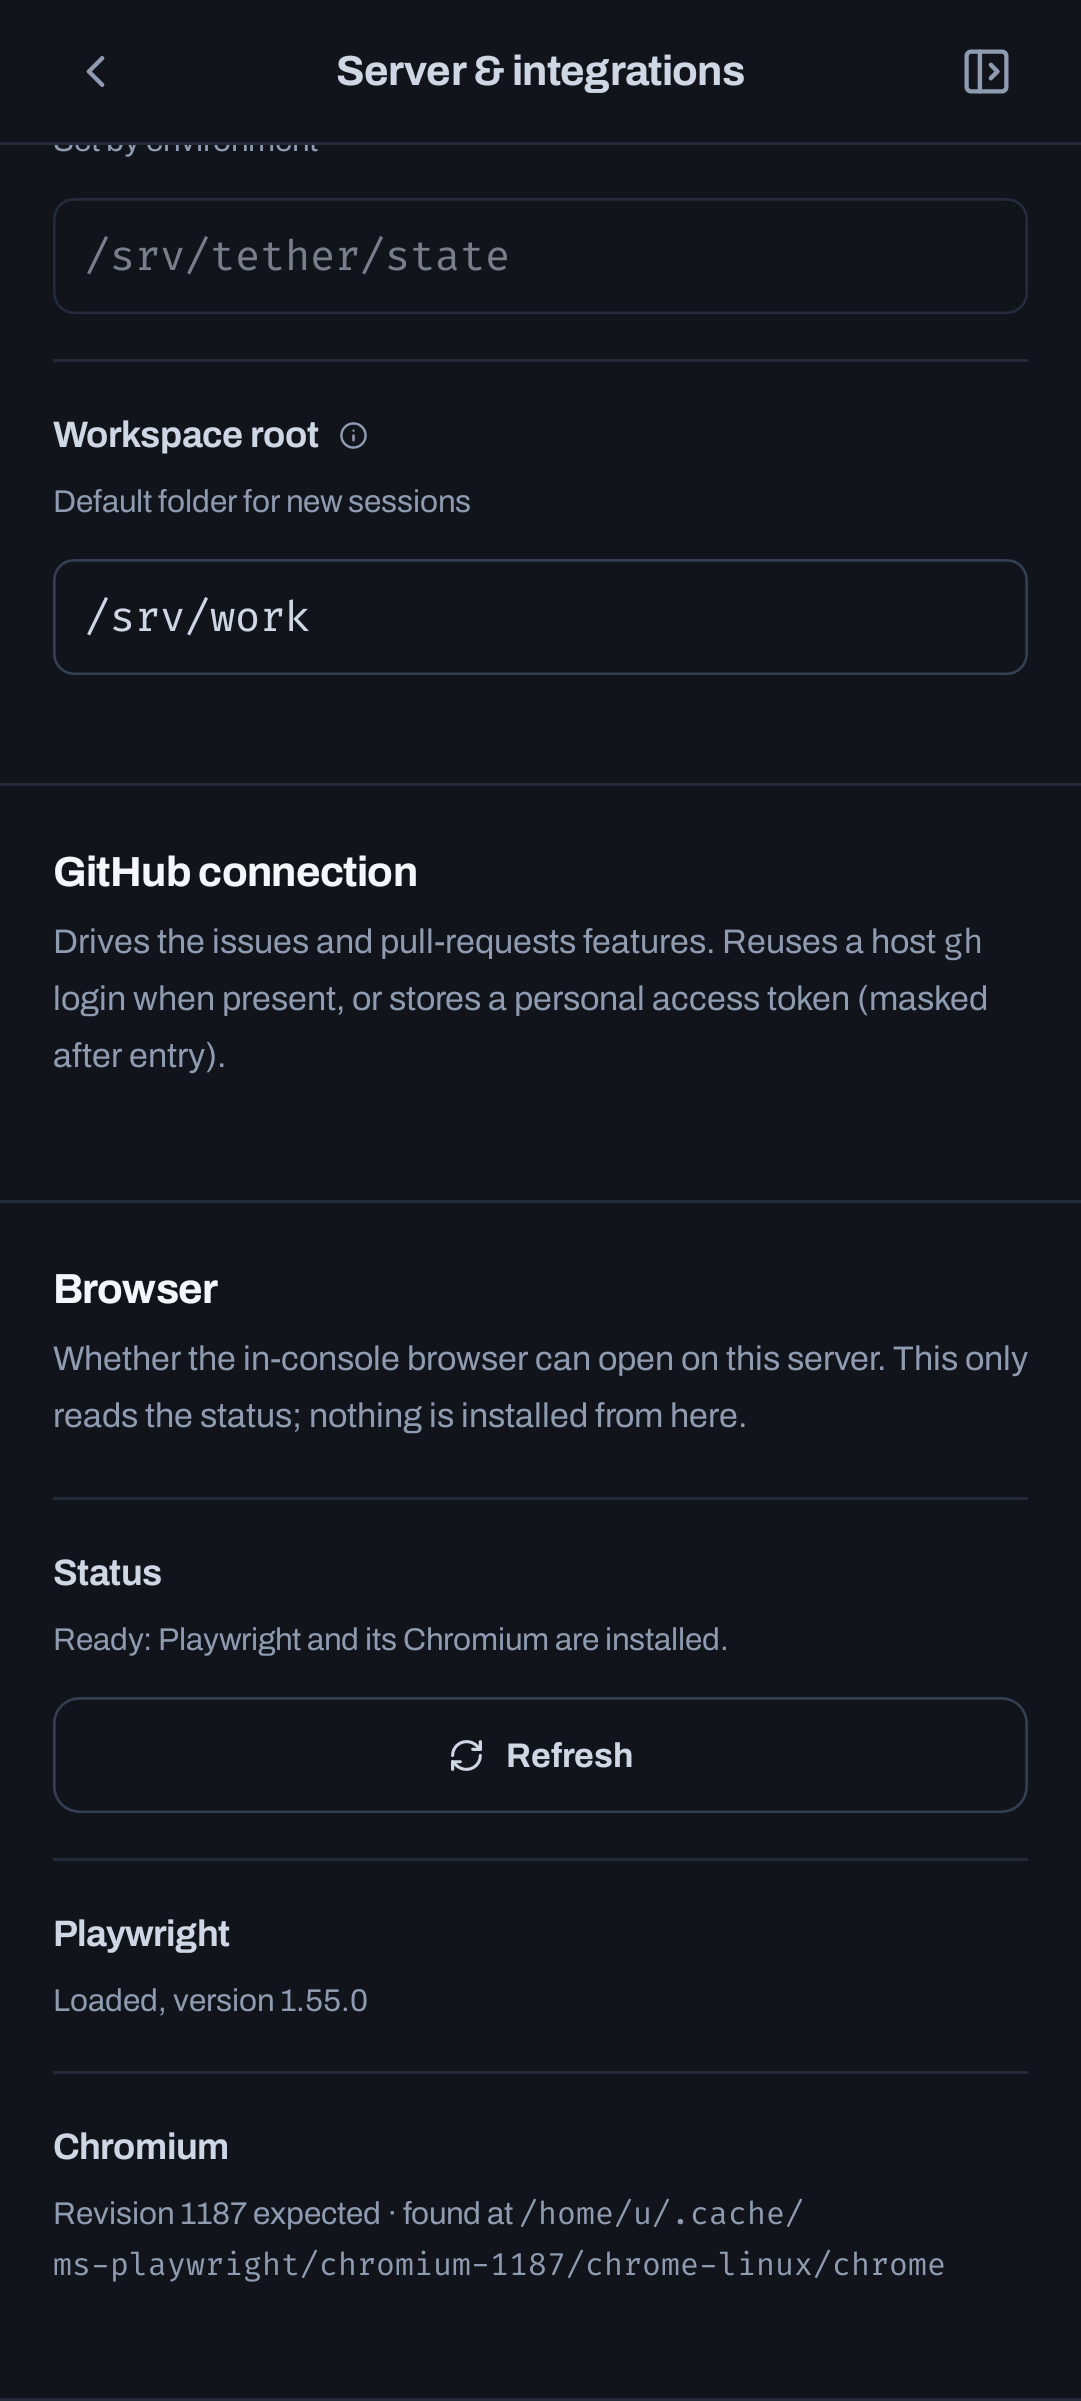 Server & integrations
Set by environment
/srv/tether/state
Workspace root
Default folder for new sessions
/srv/work
GitHub connection
Drives the issues and pull-requests features. Reuses a host gh
login when present, or stores a personal access token (masked
after entry).
Browser
Whether the in-console browser can open on this server. This only
reads the status; nothing is installed from here.
Status
Ready: Playwright and its Chromium are installed.
Refresh
Playwright
Loaded, version 1.55.0
Chromium
Revision 1187 expected · found at /home/u/.cache/
ms-playwright/chromium-1187/chrome-linux/chrome